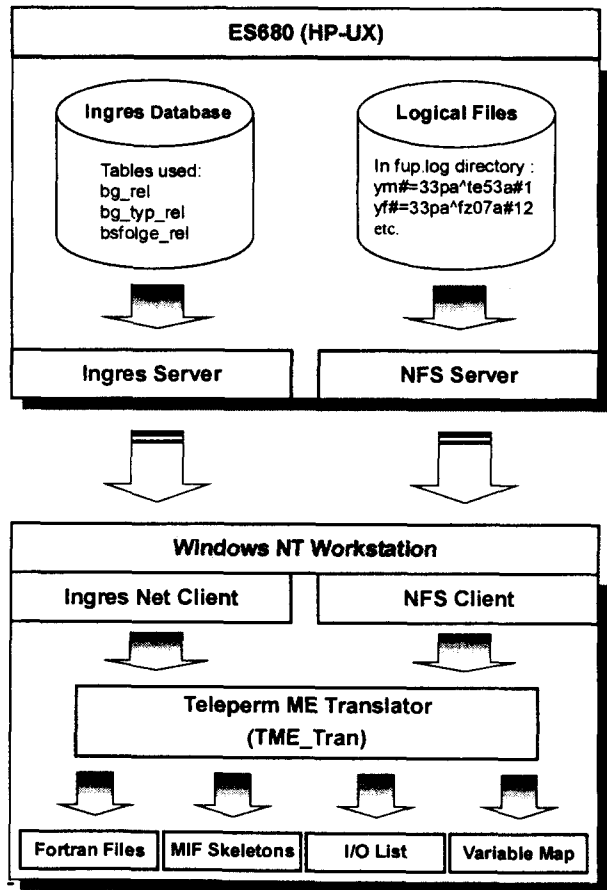 ES680 (HP-UX)
Ingres Database
Tables used:
bg_rel
bg_typ_rel
bsfolge_rel
Logical Files
In fup.log directory :
ym#=33pa^te53a#1
yf#=33pa^fz07a#12
etc.
Ingres Server
NFS Server
Windows NT Workstation
Ingres Net Client
NFS Client
Teleperm ME Translator
(TME_Tran)
Fortran Files
MIF Skeletons
I/O List
Variable Map